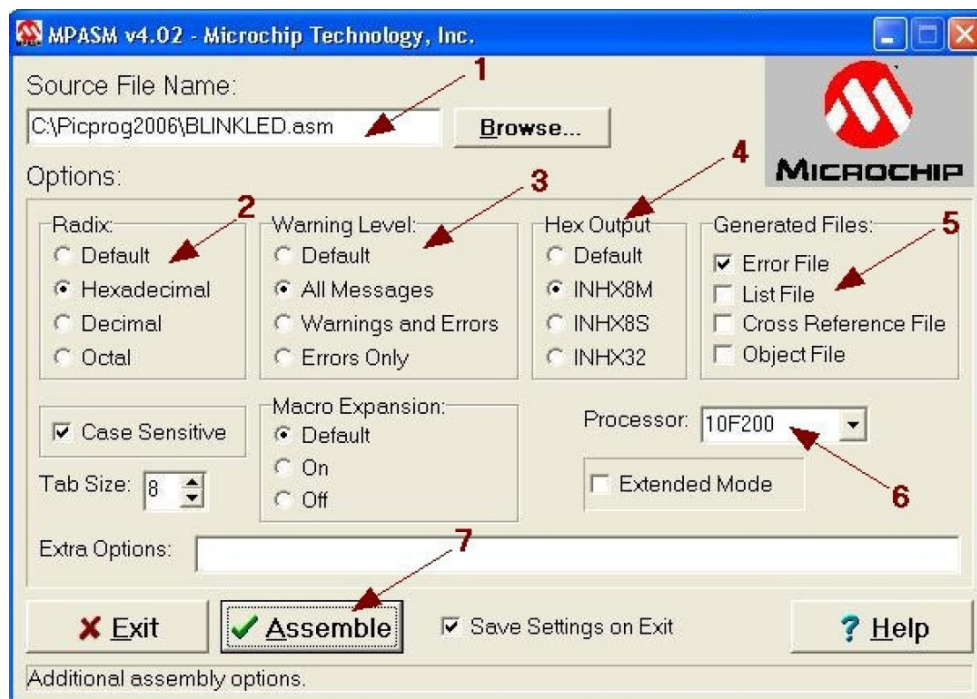 MPASM v4.02 - Microchip Technology, Inc.
Source File Name:
1
C:\Picprog2006\BLINKLED.asm
Browse...
MICROCHIP
Options:
2
3
4
5
Radix:
Default
Hexadecimal
Decimal
Octal
Warning Level:
Default
All Messages
Warnings and Errors
Errors Only
Hex Output
Default
INHX8M
INHX8S
INHX32
Generated Files:
Error File
List File
Cross Reference File
Object File
Case Sensitive
Tab Size: 8
Macro Expansion:
Default
On
Off
Processor: 10F200
6
Extended Mode
7
Extra Options:
Exit
Assemble
Save Settings on Exit
? Help
Additional assembly options.